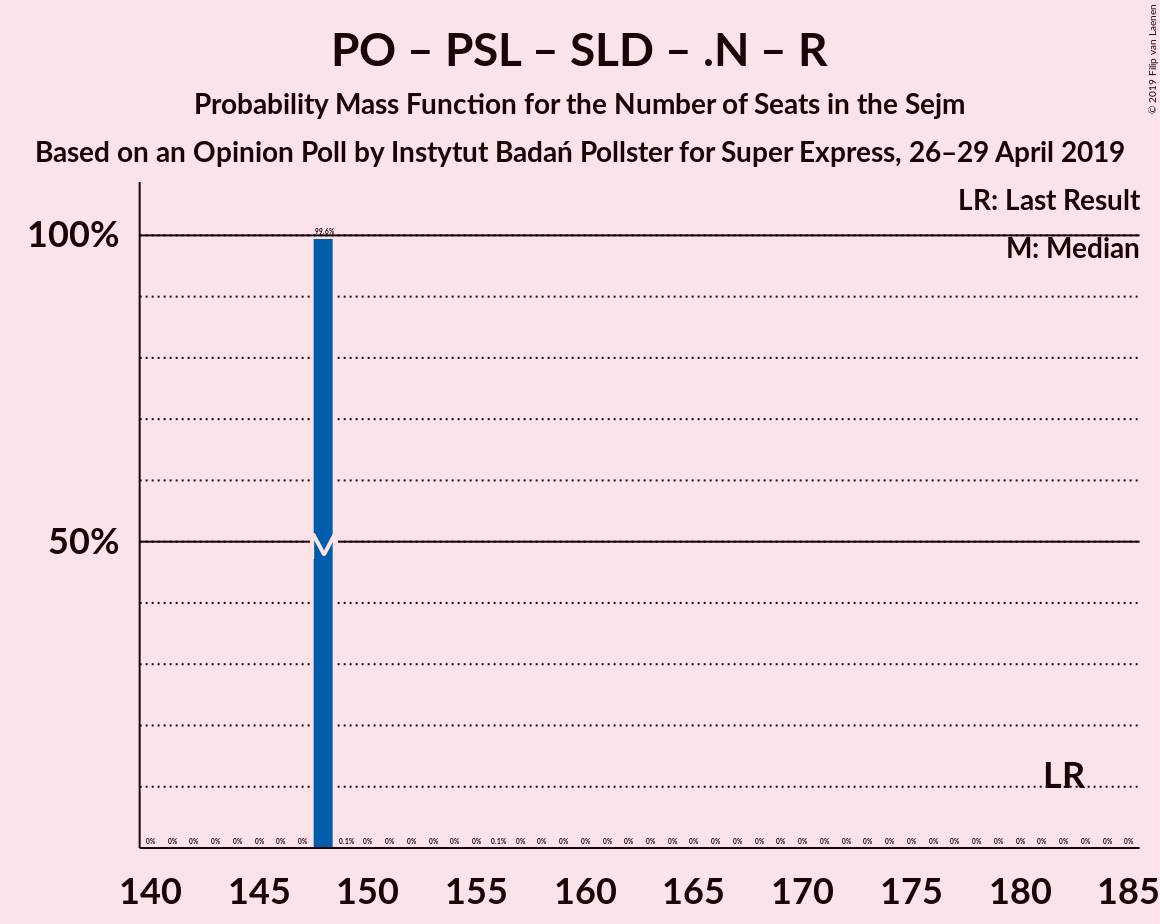 PO – PSL – SLD – .N – R
Probability Mass Function for the Number of Seats in the Sejm
Based on an Opinion Poll by Instytut Badań Pollster for Super Express, 26–29 April 2019
© 2019 Filip van Laenen
LR: Last Result
M: Median
100%
99.6%
50%
M
LR
0% 0% 0% 0% 0% 0% 0% 0% 0.1% 0% 0% 0% 0% 0% 0% 0.1% 0% 0% 0% 0% 0% 0% 0% 0% 0% 0% 0% 0% 0% 0% 0% 0% 0% 0% 0% 0% 0% 0% 0% 0% 0% 0% 0% 0% 0%
140 145 150 155 160 165 170 175 180 185